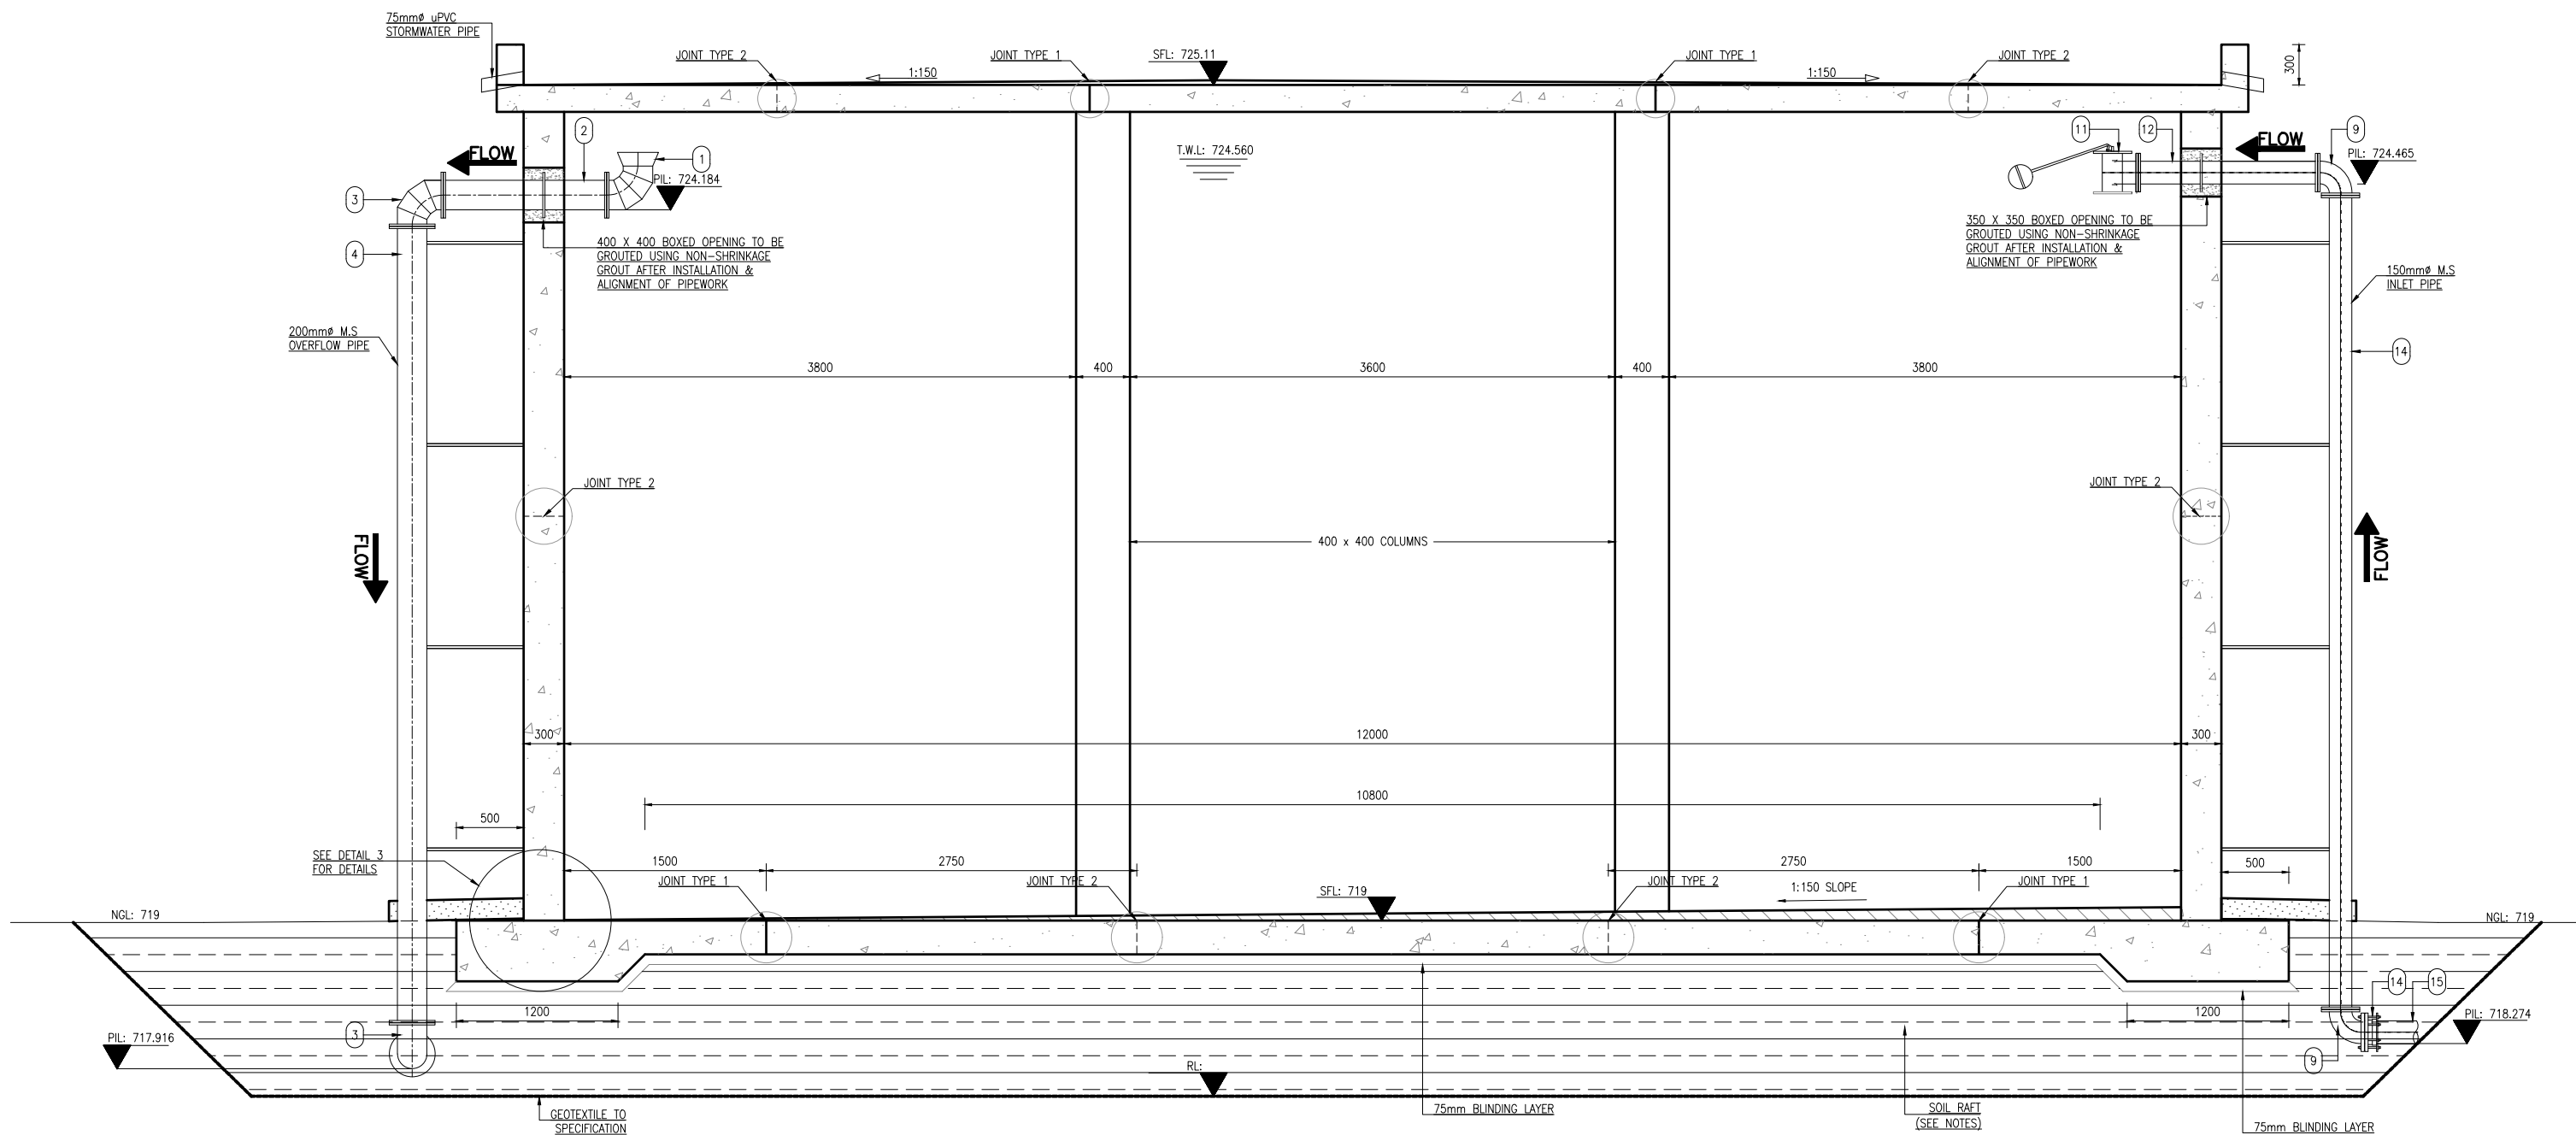 75mmø uPVC
STORMWATER PIPE
JOINT TYPE 2
JOINT TYPE 1
SFL: 725.11
JOINT TYPE 1
JOINT TYPE 2
1:150
1:150
300
FLOW
2
1
PIL: 724.184
T.W.L: 724.560
11
12
FLOW
9
PIL: 724.465
3
4
400 X 400 BOXED OPENING TO BE
GROUTED USING NON-SHRINKAGE
GROUT AFTER INSTALLATION &
ALIGNMENT OF PIPEWORK
350 X 350 BOXED OPENING TO BE
GROUTED USING NON-SHRINKAGE
GROUT AFTER INSTALLATION &
ALIGNMENT OF PIPEWORK
150mmø M.S
INLET PIPE
200mmø M.S
OVERFLOW PIPE
14
3800
400
3600
400
3800
JOINT TYPE 2
JOINT TYPE 2
400 x 400 COLUMNS
FLOW
FLOW
300
12000
300
10800
500
SEE DETAIL 3
FOR DETAILS
1500
2750
2750
1500
500
JOINT TYPE 1
JOINT TYPE 2
SFL: 719
JOINT TYPE 2
1:150 SLOPE
JOINT TYPE 1
NGL: 719
NGL: 719
1200
1200
14
15
PIL: 718.274
3
PIL: 717.916
9
RL:
GEOTEXTILE TO
SPECIFICATION
75mm BLINDING LAYER
SOIL RAFT
(SEE NOTES)
75mm BLINDING LAYER